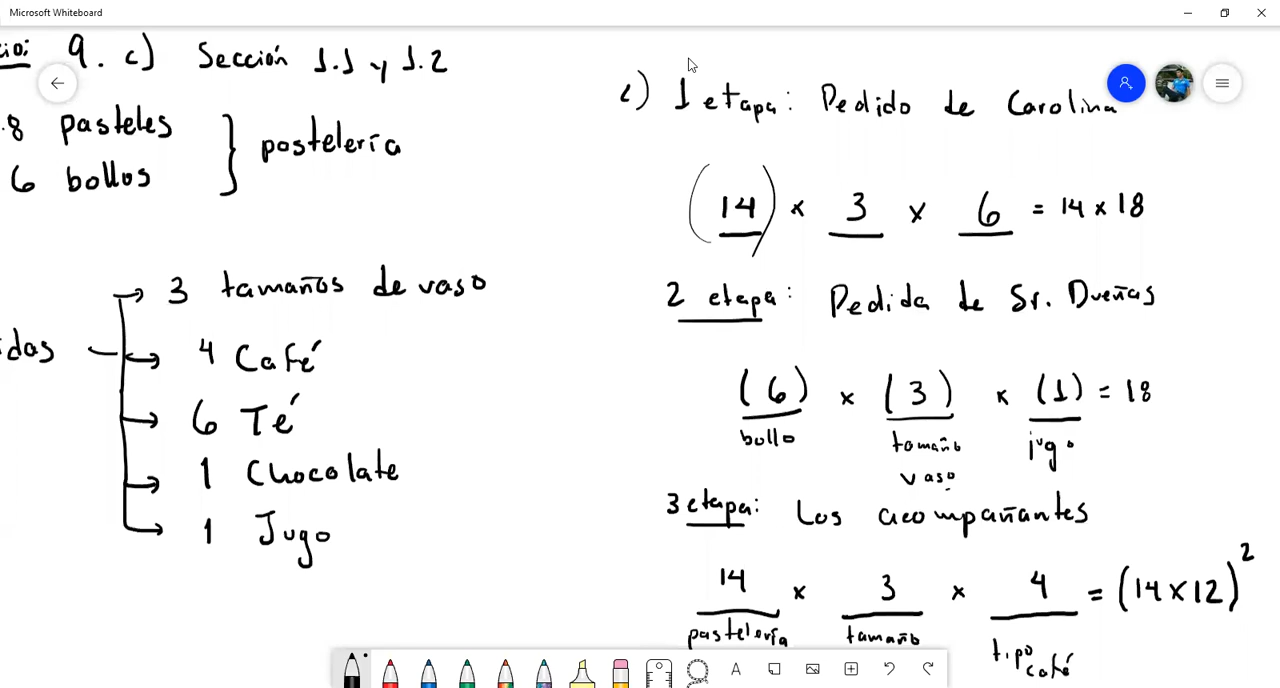 Microsoft Whiteboard
cio: 9. c) Sección 1.1 y 1.2
.8 pasteles
6 bollos
} pastelería
3 tamaños de vaso
4 Café
6 Té
1 Chocolate
1 Jugo
das
c) 1 etapa: Pedido de Carolina
(14) x 3 x 6 = 14 x 18
2 etapa: Pedida de Sr. Dueñas
(6) x (3) x (1) = 18
bollo tamaño vaso jugo
3 etapa: Los acompañantes
14 x 3 x 4 = (14 x 12)²
pastelería tamaño tipo café
A